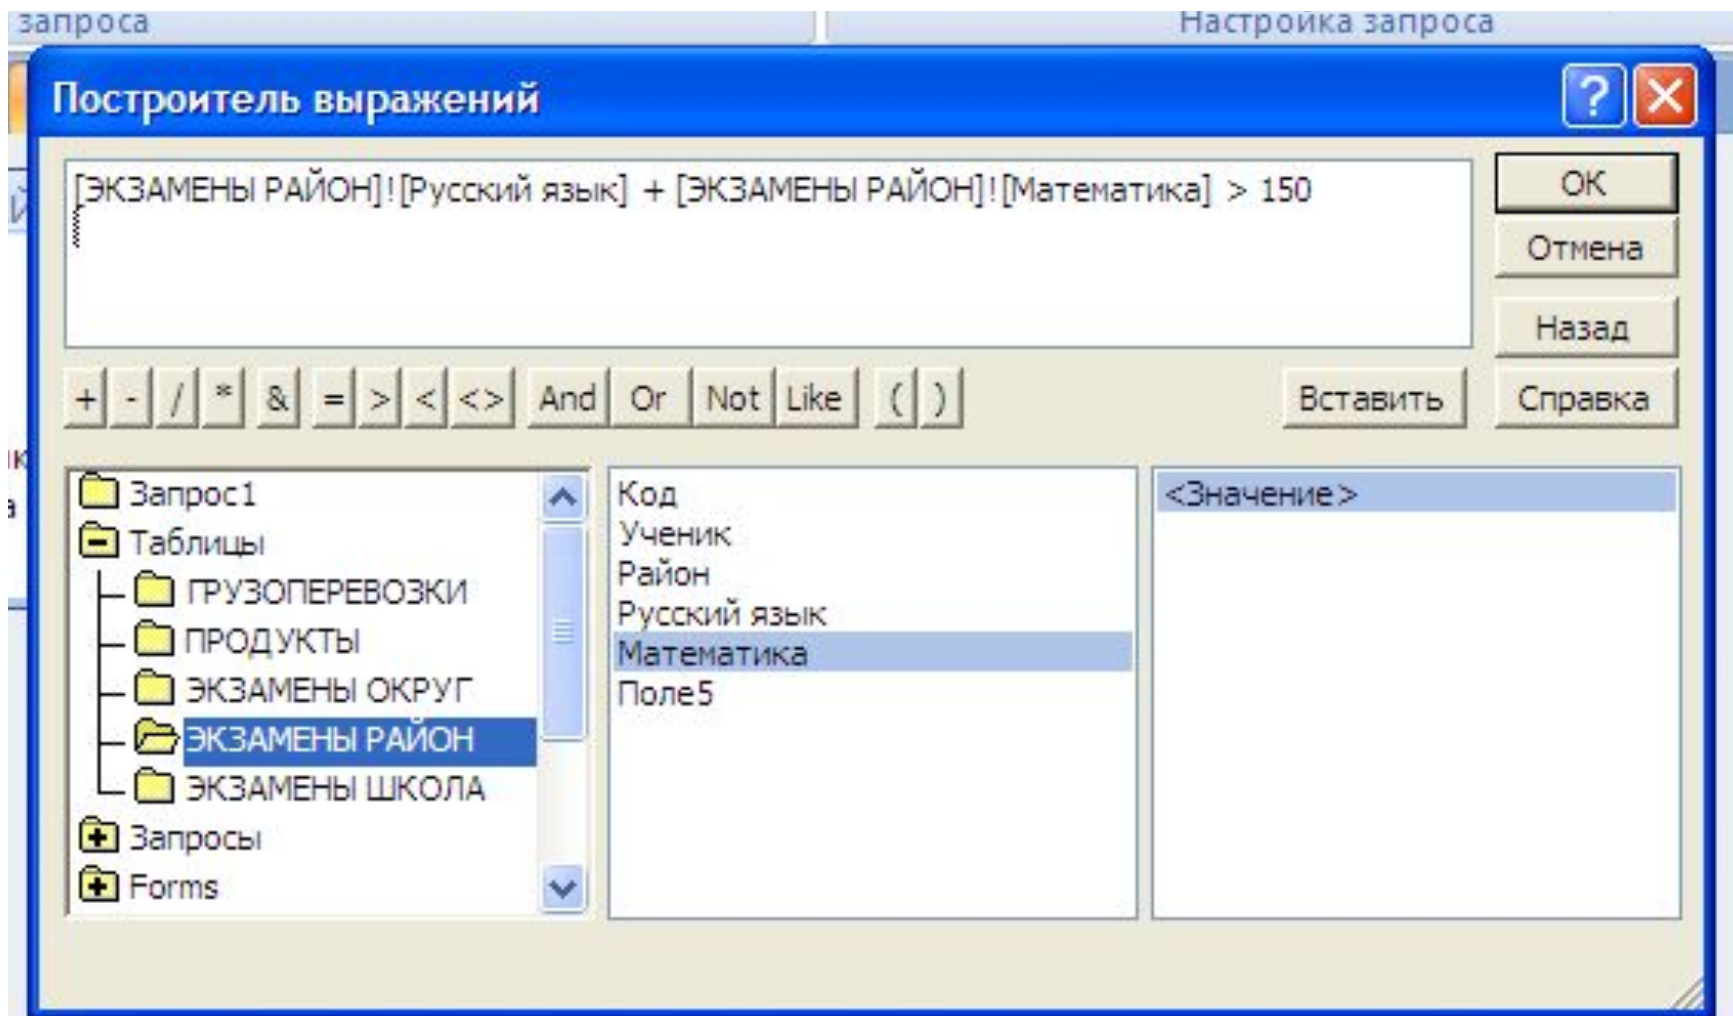 запроса
Настройка запроса
Построитель выражений
[ЭКЗАМЕНЫ РАЙОН]![Русский язык] + [ЭКЗАМЕНЫ РАЙОН]![Математика] > 150
ОК
Отмена
Назад
+ - / * & = > < <> And Or Not Like ( )
Вставить
Справка
Запрос1
Таблицы
ГРУЗОПЕРЕВОЗКИ
ПРОДУКТЫ
ЭКЗАМЕНЫ ОКРУГ
ЭКЗАМЕНЫ РАЙОН
ЭКЗАМЕНЫ ШКОЛА
Запросы
Forms
Код
Ученик
Район
Русский язык
Математика
Поле5
<Значение>